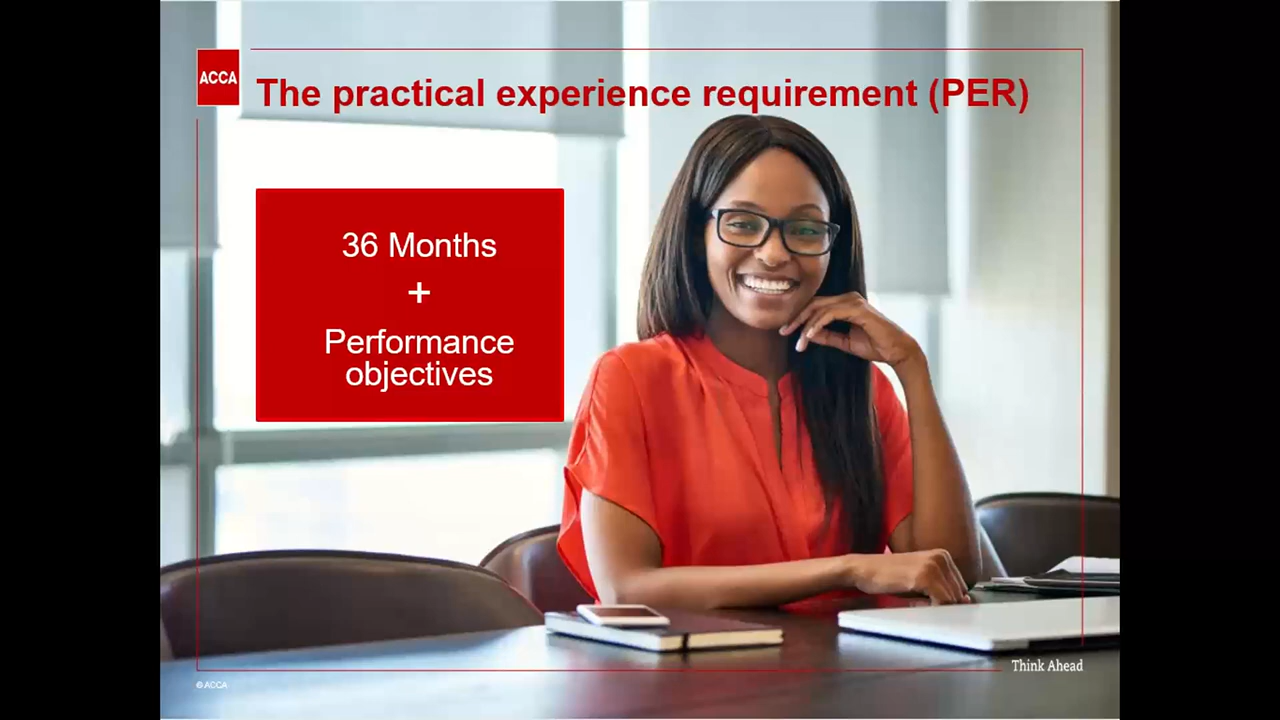 ACCA
The practical experience requirement (PER)
36 Months
+
Performance
objectives
Think Ahead
© ACCA